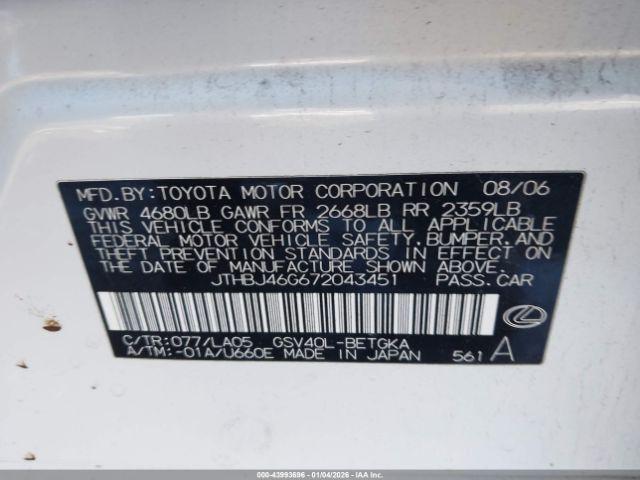 MFD.BY:TOYOTA MOTOR CORPORATION 08/06
GVWR 4680LB GAWR FR 2668LB RR 2359LB
THIS VEHICLE CONFORMS TO ALL APPLICABLE
FEDERAL MOTOR VEHICLE SAFETY,BUMPER,AND
THEFT PREVENTION STANDARDS IN EFFECT ON
THE DATE OF MANUFACTURE SHOWN ABOVE.
JTHBJ46G672043451 PASS.CAR
C/TR:077/LA05 GSV40L-BETGKA
A/TM:-01A/U660E MADE IN JAPAN 561 A
000-43993696 - 01/04/2026 - COPYRIGHT IAA, INC.